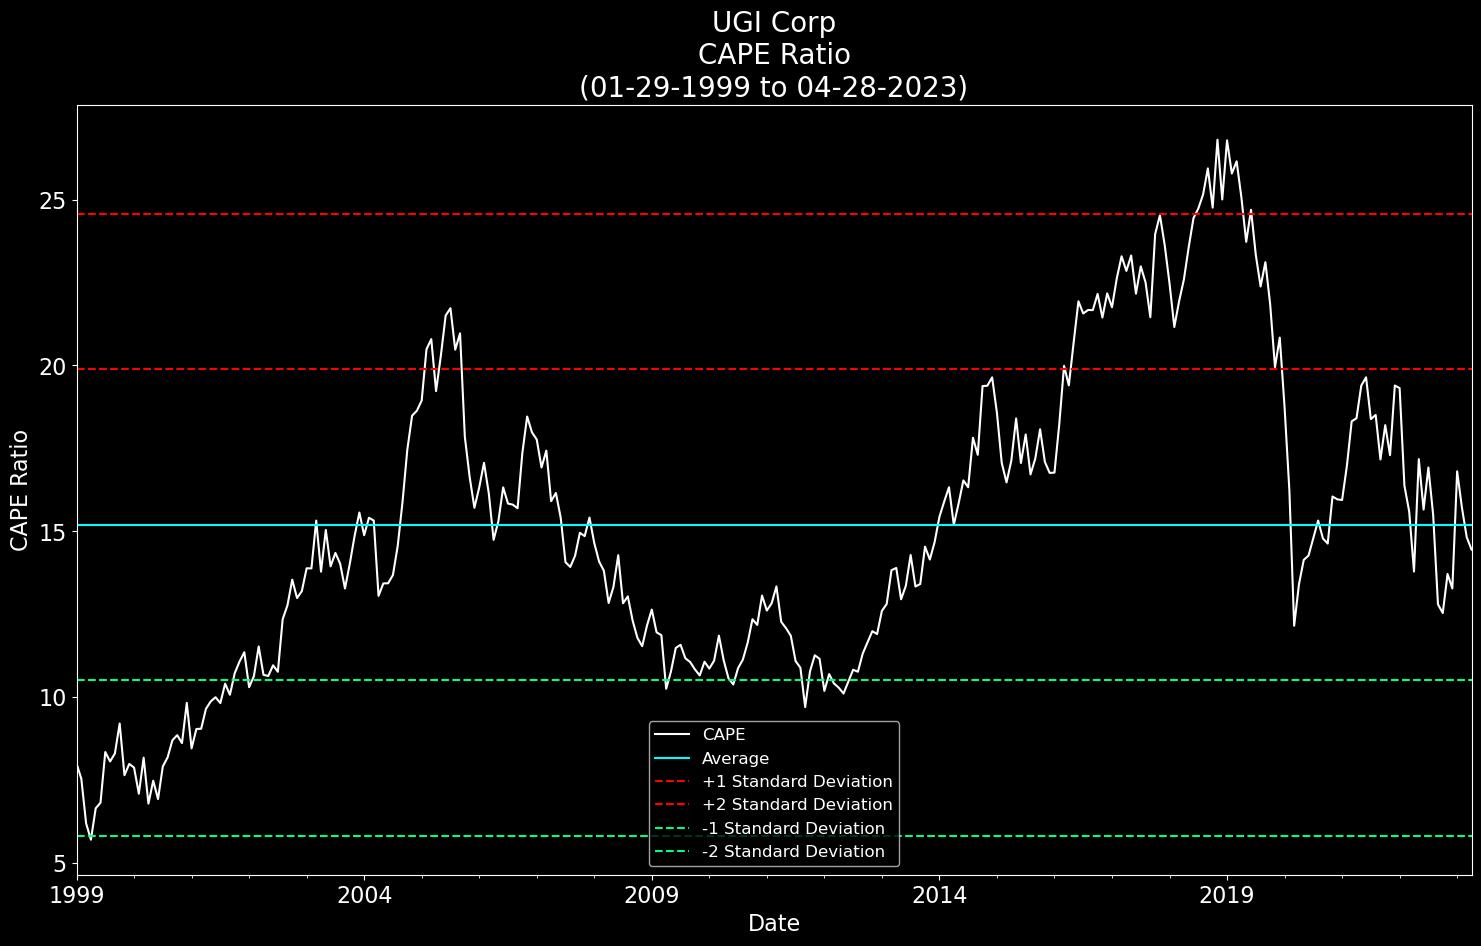 UGI Corp
CAPE Ratio
(01-29-1999 to 04-28-2023)
CAPE Ratio
25
20
15
10
5
CAPE
Average
+1 Standard Deviation
+2 Standard Deviation
-1 Standard Deviation
-2 Standard Deviation
1999 2004 2009 2014 2019
Date